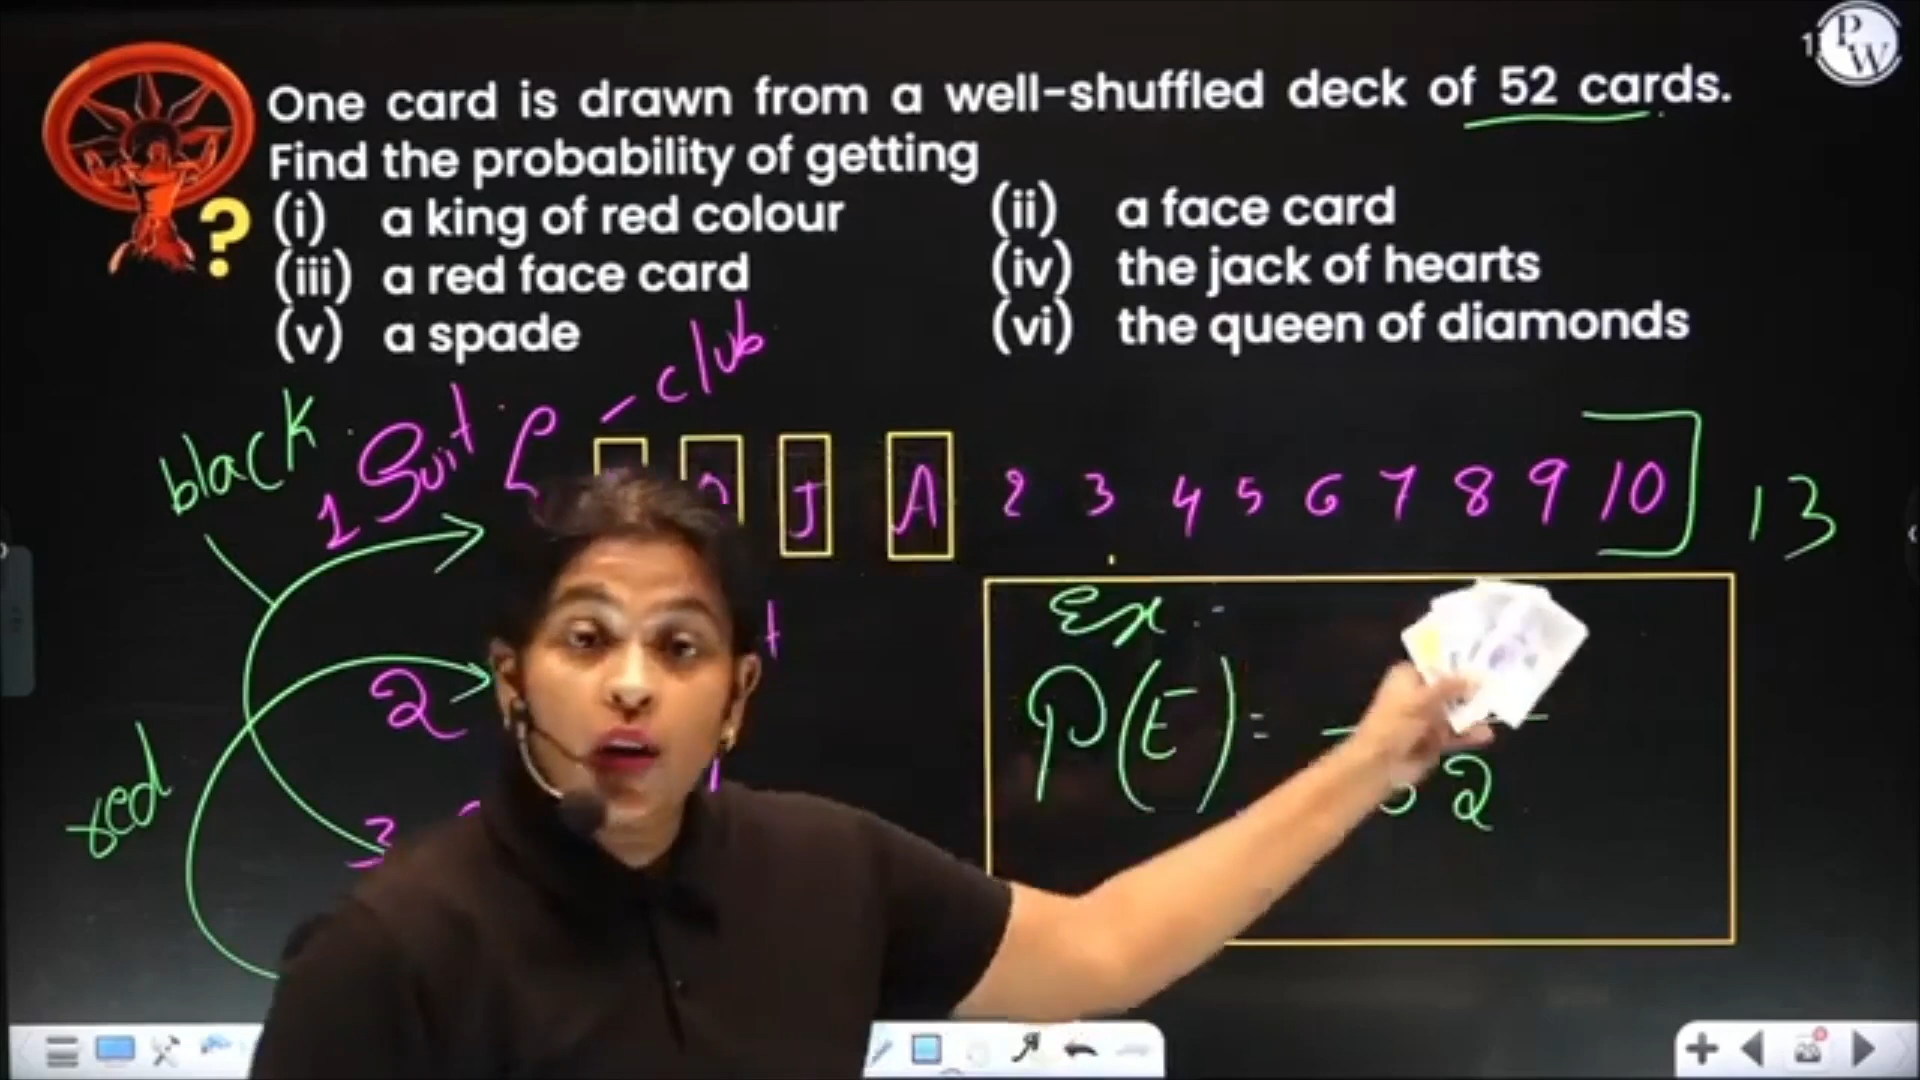 PW
One card is drawn from a well-shuffled deck of 52 cards.
Find the probability of getting
(i) a king of red colour (ii) a face card
(iii) a red face card (iv) the jack of hearts
(v) a spade (vi) the queen of diamonds
- club
black
1 Suit
J A 2 3 4 5 6 7 8 9 10 13
Ex :-
2
P(E) =
52
red
3